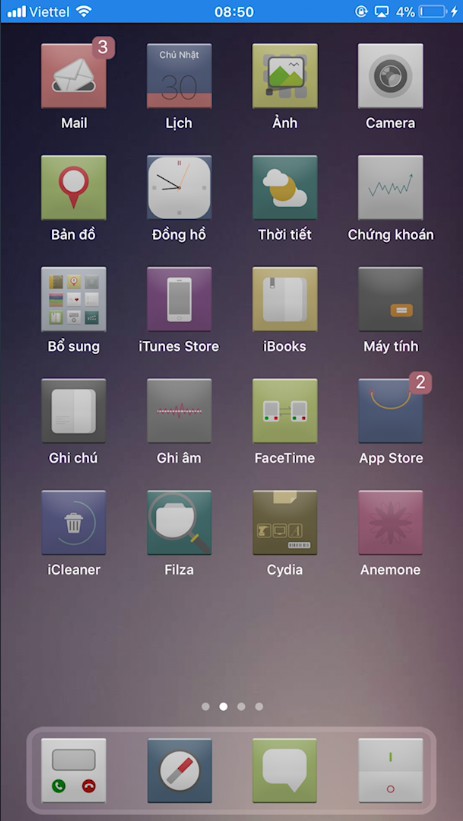 Viettel 08:50 4%
3
Chủ Nhật
30
Mail Lịch Ảnh Camera
Bản đồ Đồng hồ Thời tiết Chứng khoán
Bổ sung iTunes Store iBooks Máy tính
2
Ghi chú Ghi âm FaceTime App Store
iCleaner Filza Cydia Anemone